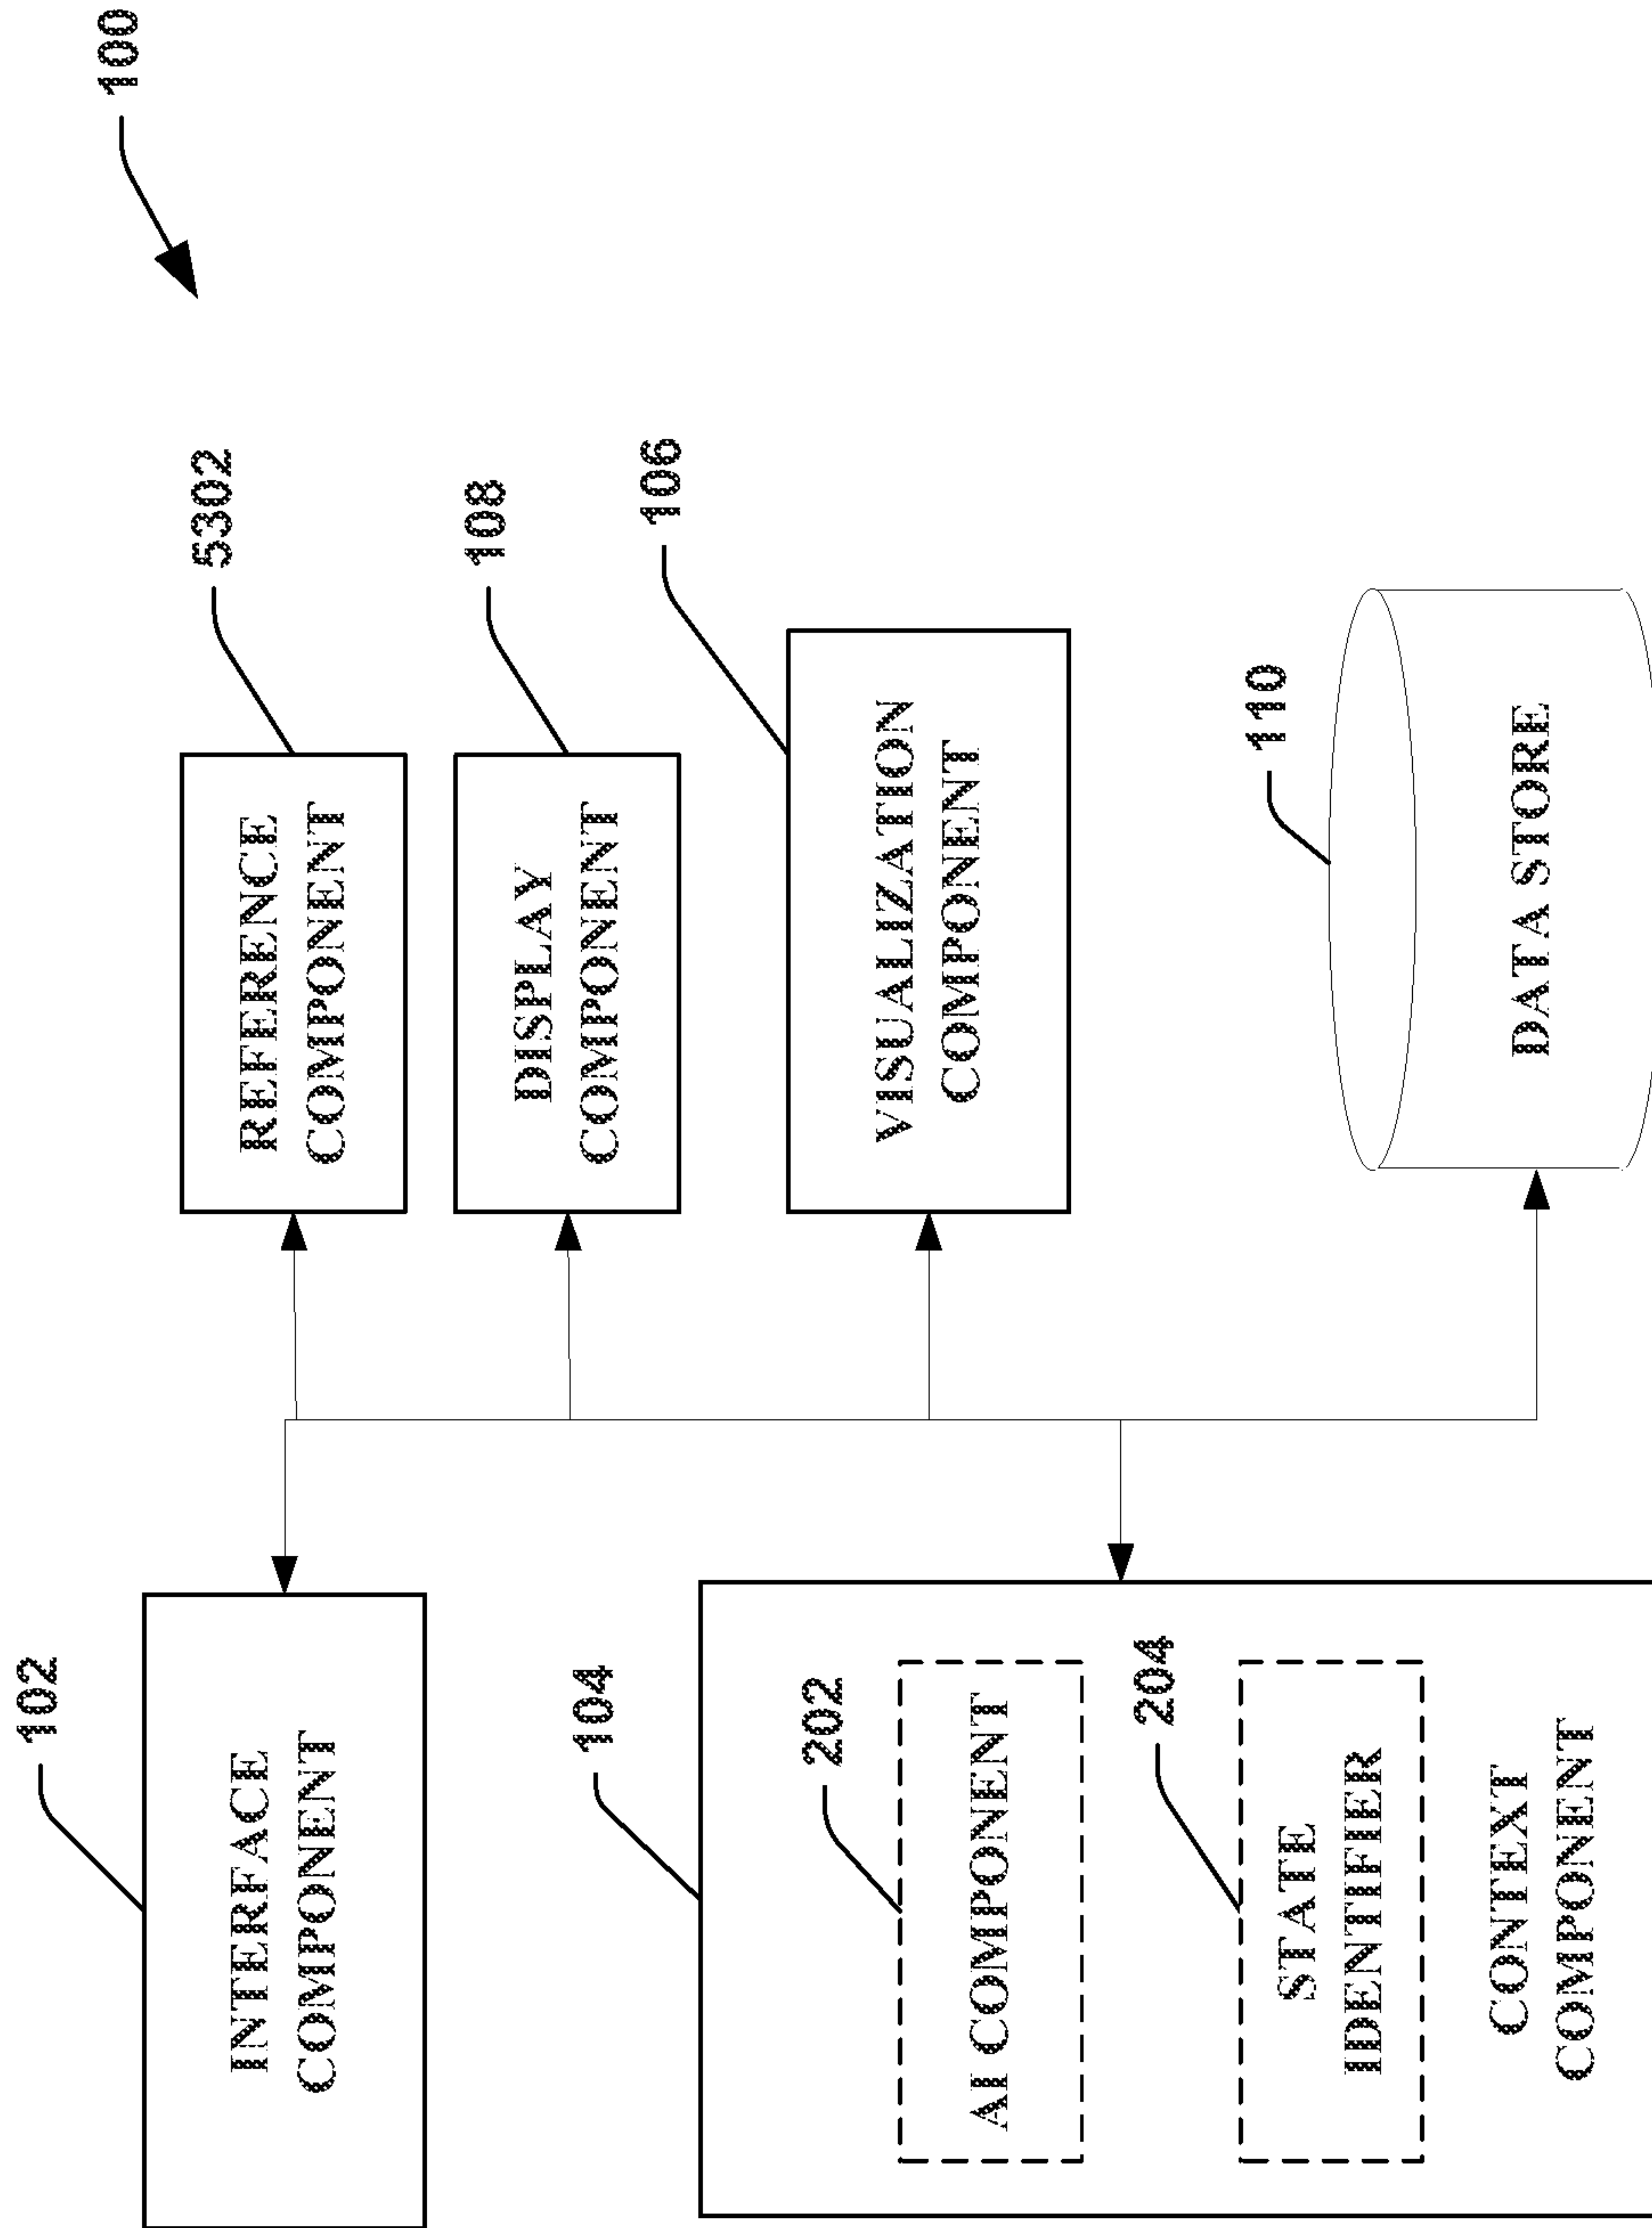 100
102
INTERFACE
COMPONENT
5302
REFERENCE
COMPONENT
108
DISPLAY
COMPONENT
106
VISUALIZATION
COMPONENT
104
202
AI COMPONENT
204
STATE
IDENTIFIER
CONTEXT
COMPONENT
110
DATA STORE